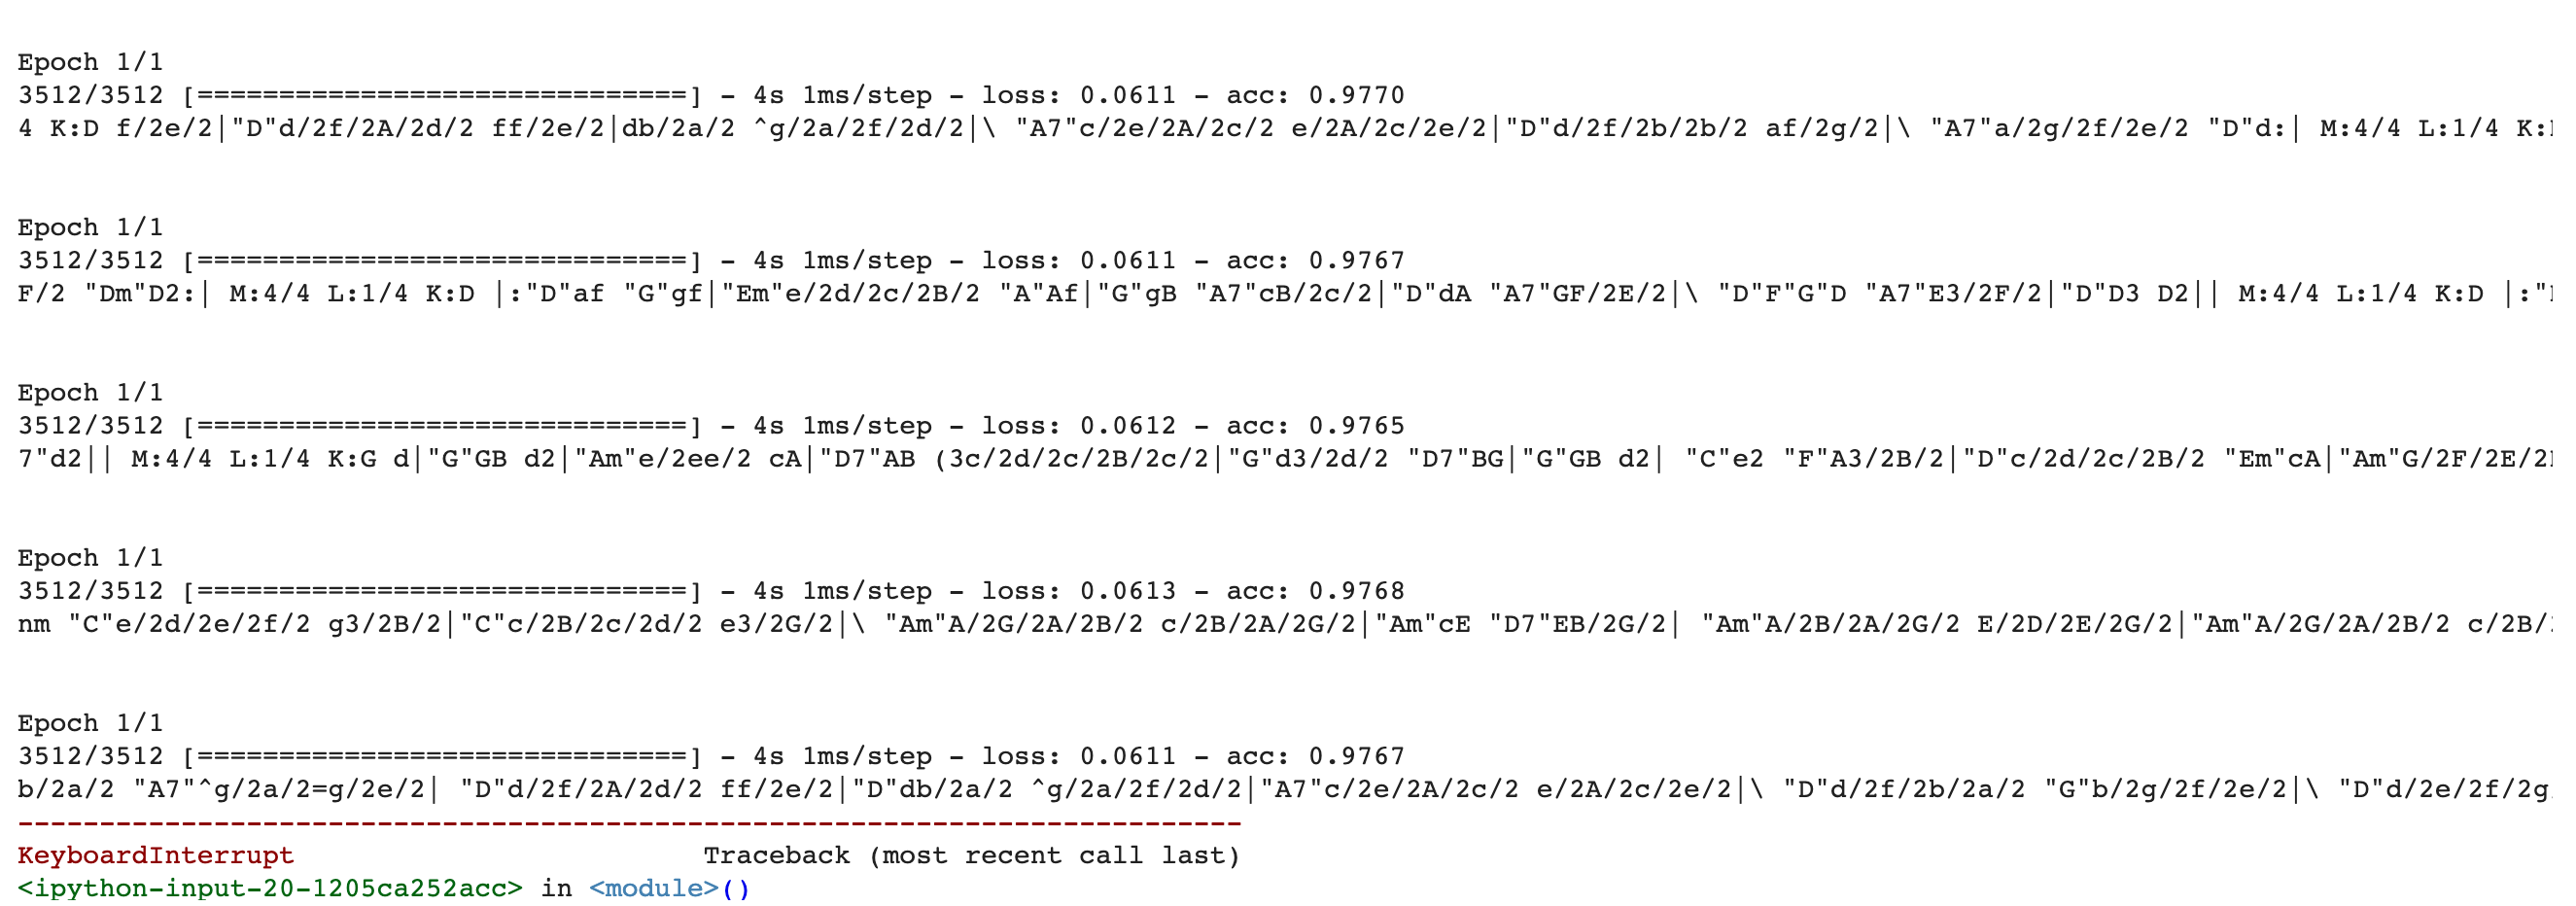 Epoch 1/1
3512/3512 [==============================] - 4s 1ms/step - loss: 0.0611 - acc: 0.9770
4 K:D f/2e/2|"D"d/2f/2A/2d/2 ff/2e/2|db/2a/2 ^g/2a/2f/2d/2|\ "A7"c/2e/2A/2c/2 e/2A/2c/2e/2|"D"d/2f/2b/2b/2 af/2g/2|\ "A7"a/2g/2f/2e/2 "D"d:| M:4/4 L:1/4 K:
Epoch 1/1
3512/3512 [==============================] - 4s 1ms/step - loss: 0.0611 - acc: 0.9767
F/2 "Dm"D2:| M:4/4 L:1/4 K:D |:"D"af "G"gf|"Em"e/2d/2c/2B/2 "A"Af|"G"gB "A7"cB/2c/2|"D"dA "A7"GF/2E/2|\ "D"F"G"D "A7"E3/2F/2|"D"D3 D2|| M:4/4 L:1/4 K:D |:"
Epoch 1/1
3512/3512 [==============================] - 4s 1ms/step - loss: 0.0612 - acc: 0.9765
7"d2|| M:4/4 L:1/4 K:G d|"G"GB d2|"Am"e/2ee/2 cA|"D7"AB (3c/2d/2c/2B/2c/2|"G"d3/2d/2 "D7"BG|"G"GB d2| "C"e2 "F"A3/2B/2|"D"c/2d/2c/2B/2 "Em"cA|"Am"G/2F/2E/2
Epoch 1/1
3512/3512 [==============================] - 4s 1ms/step - loss: 0.0613 - acc: 0.9768
nm "C"e/2d/2e/2f/2 g3/2B/2|"C"c/2B/2c/2d/2 e3/2G/2|\ "Am"A/2G/2A/2B/2 c/2B/2A/2G/2|"Am"cE "D7"EB/2G/2| "Am"A/2B/2A/2G/2 E/2D/2E/2G/2|"Am"A/2G/2A/2B/2 c/2B/
Epoch 1/1
3512/3512 [==============================] - 4s 1ms/step - loss: 0.0611 - acc: 0.9767
b/2a/2 "A7"^g/2a/2=g/2e/2| "D"d/2f/2A/2d/2 ff/2e/2|"D"db/2a/2 ^g/2a/2f/2d/2|"A7"c/2e/2A/2c/2 e/2A/2c/2e/2|\ "D"d/2f/2b/2a/2 "G"b/2g/2f/2e/2|\ "D"d/2e/2f/2g
---------------------------------------------------------------------------
KeyboardInterrupt                         Traceback (most recent call last)
<ipython-input-20-1205ca252acc> in <module>()